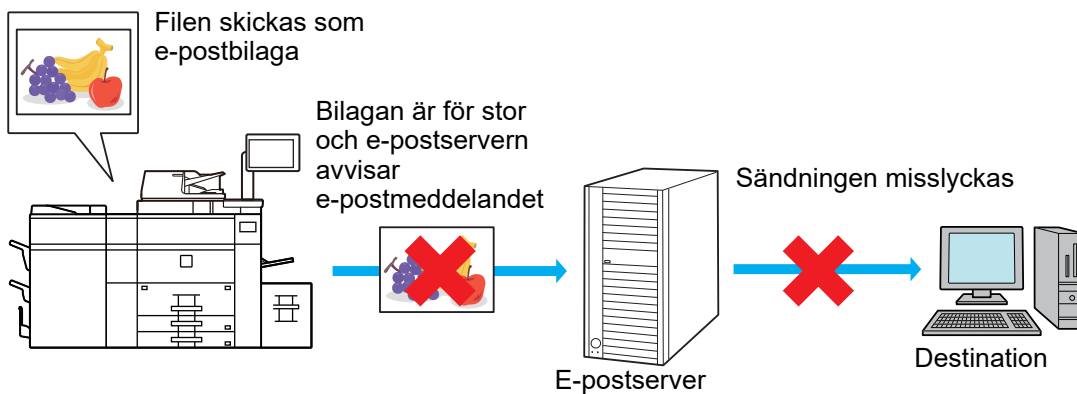 Filen skickas som
e-postbilaga
Bilagan är för stor
och e-postservern
avvisar
e-postmeddelandet
Sändningen misslyckas
E-postserver
Destination